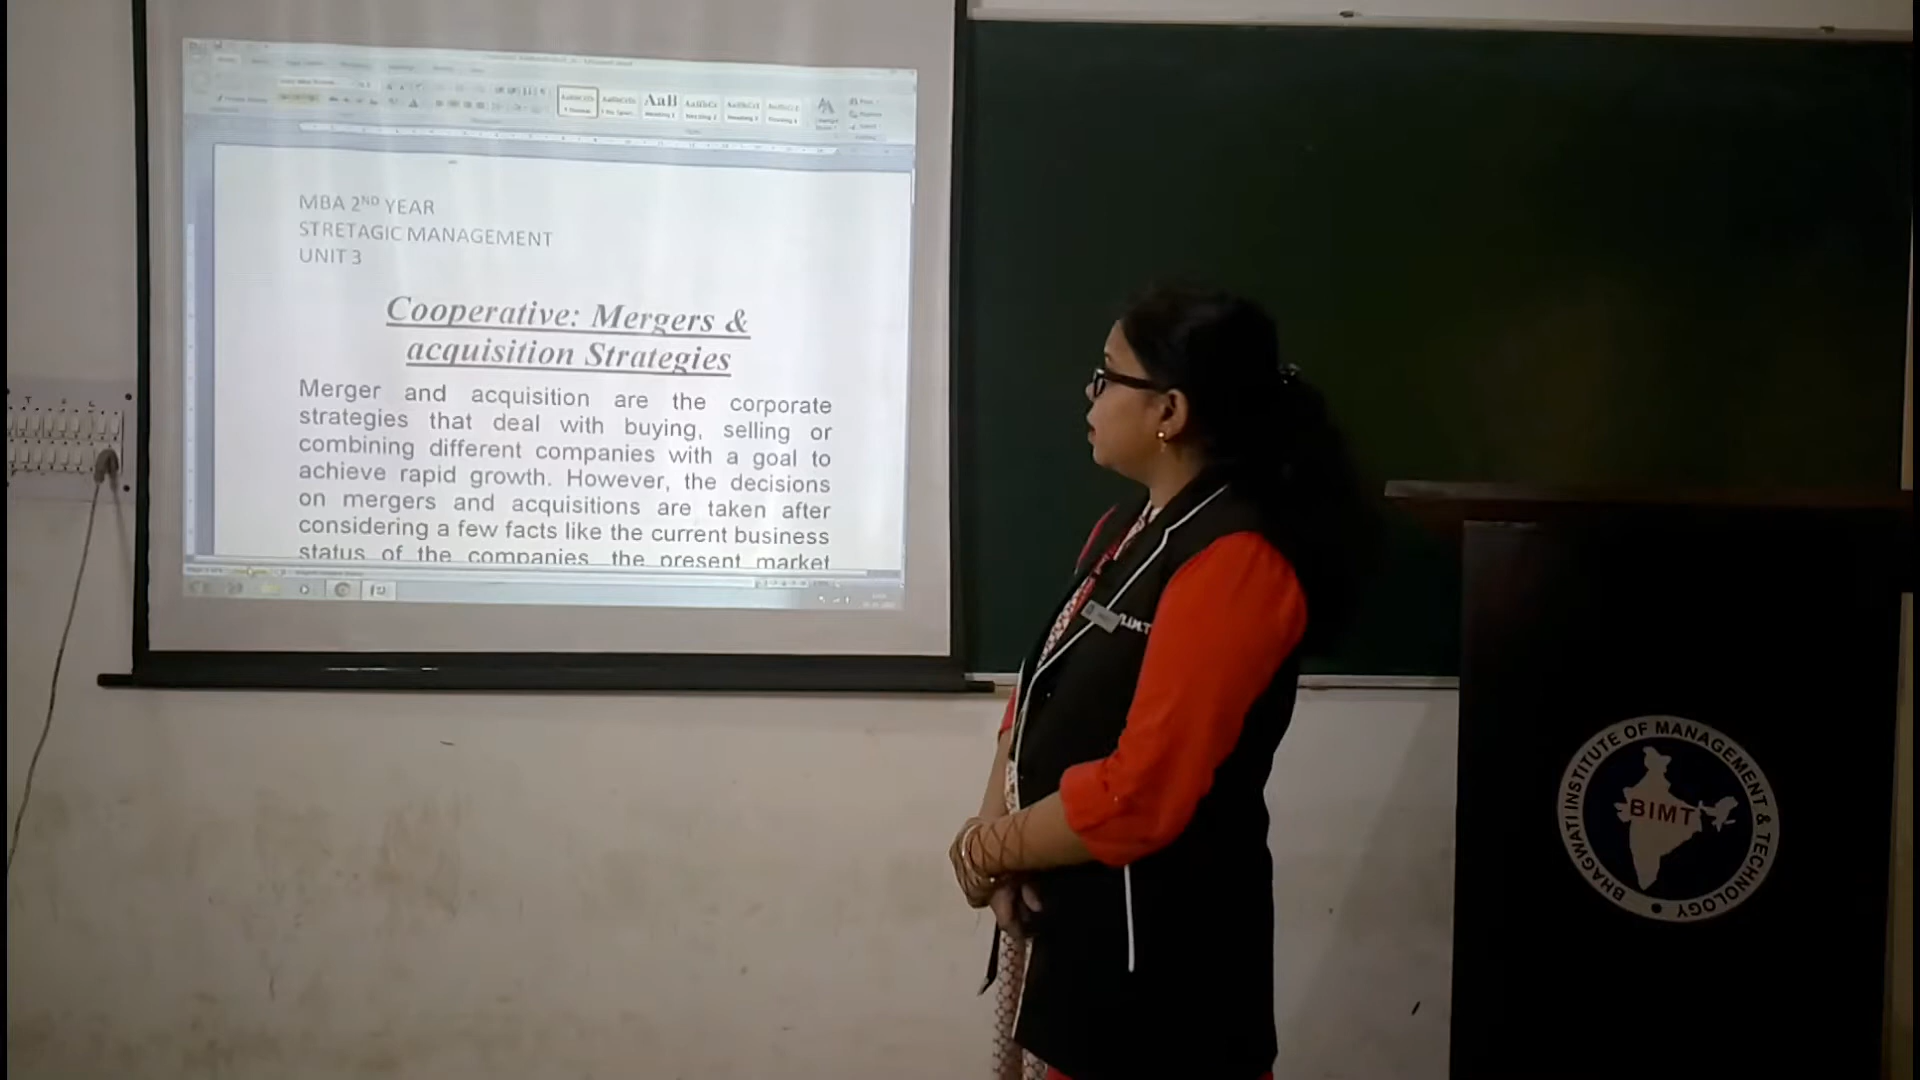 MBA 2ND YEAR
STRETAGIC MANAGEMENT
UNIT 3
Cooperative: Mergers &
acquisition Strategies
Merger and acquisition are the corporate
strategies that deal with buying, selling or
combining different companies with a goal to
achieve rapid growth. However, the decisions
on mergers and acquisitions are taken after
considering a few facts like the current business
status of the companies, the present market
BHAGWATI INSTITUTE OF MANAGEMENT & TECHNOLOGY
BIMT